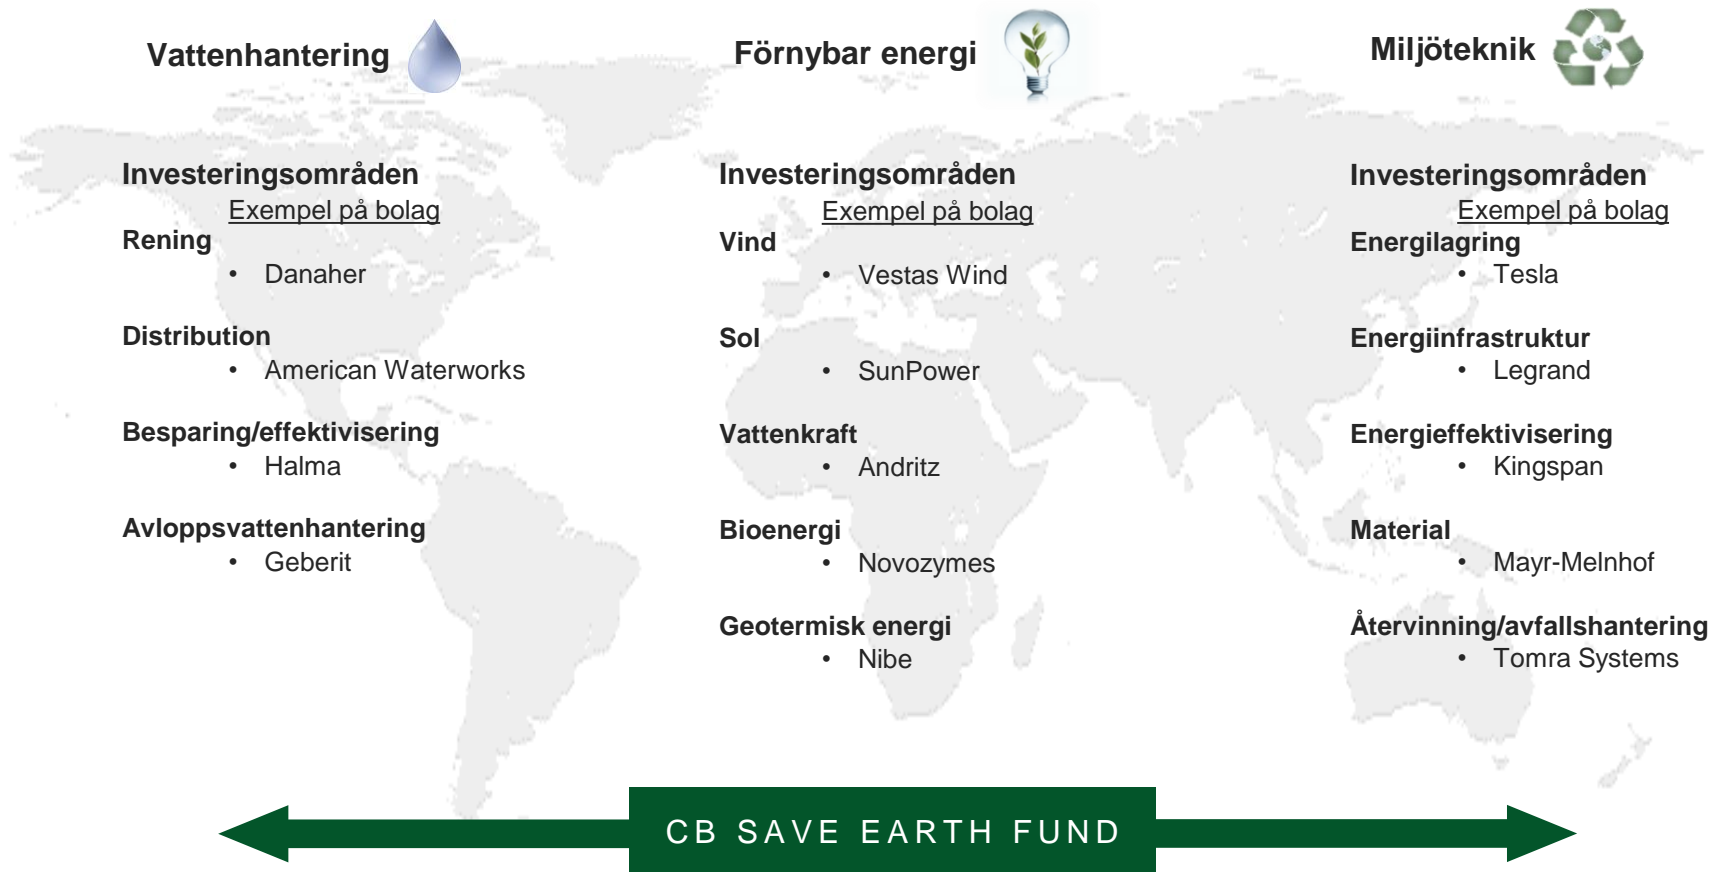 Vattenhantering
Investeringsområden
Exempel på bolag
Rening
• Danaher
Distribution
• American Waterworks
Besparing/effektivisering
• Halma
Avloppsvattenhantering
• Geberit
Förnybar energi
Investeringsområden
Exempel på bolag
Vind
• Vestas Wind
Sol
• SunPower
Vattenkraft
• Andritz
Bioenergi
• Novozymes
Geotermisk energi
• Nibe
Miljöteknik
Investeringsområden
Exempel på bolag
Energilagring
• Tesla
Energiinfrastruktur
• Legrand
Energieffektivisering
• Kingspan
Material
• Mayr-Melnhof
Återvinning/avfallshantering
• Tomra Systems
CB SAVE EARTH FUND